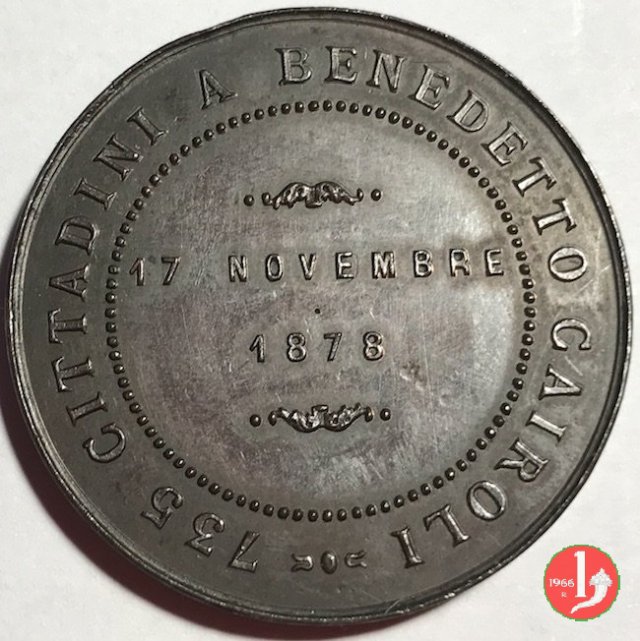 735 CITTADINI A BENEDETTO CAIROLI
17 NOVEMBRE
1878
1966
R